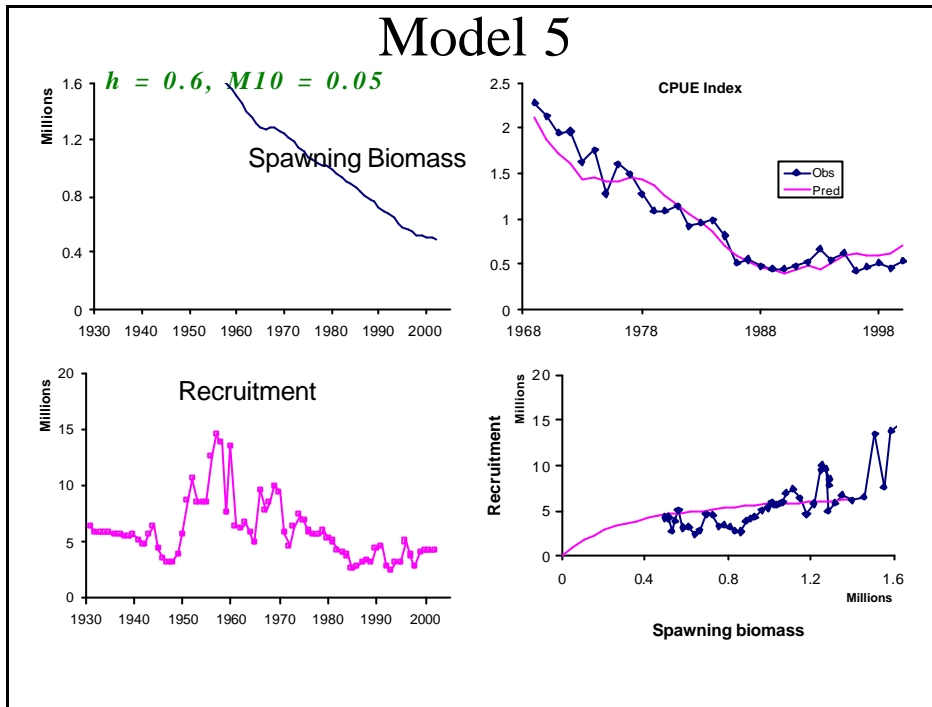 Model 5
h = 0.6, M10 = 0.05
Millions
1.6
1.2
0.8
0.4
0
Spawning Biomass
1930 1940 1950 1960 1970 1980 1990 2000
CPUE Index
2.5
2
1.5
1
0.5
0
Obs
Pred
1968 1978 1988 1998
Recruitment
Millions
20
15
10
5
0
1930 1940 1950 1960 1970 1980 1990 2000
Recruitment
Millions
20
15
10
5
0
0 0.4 0.8 1.2 1.6
Millions
Spawning biomass